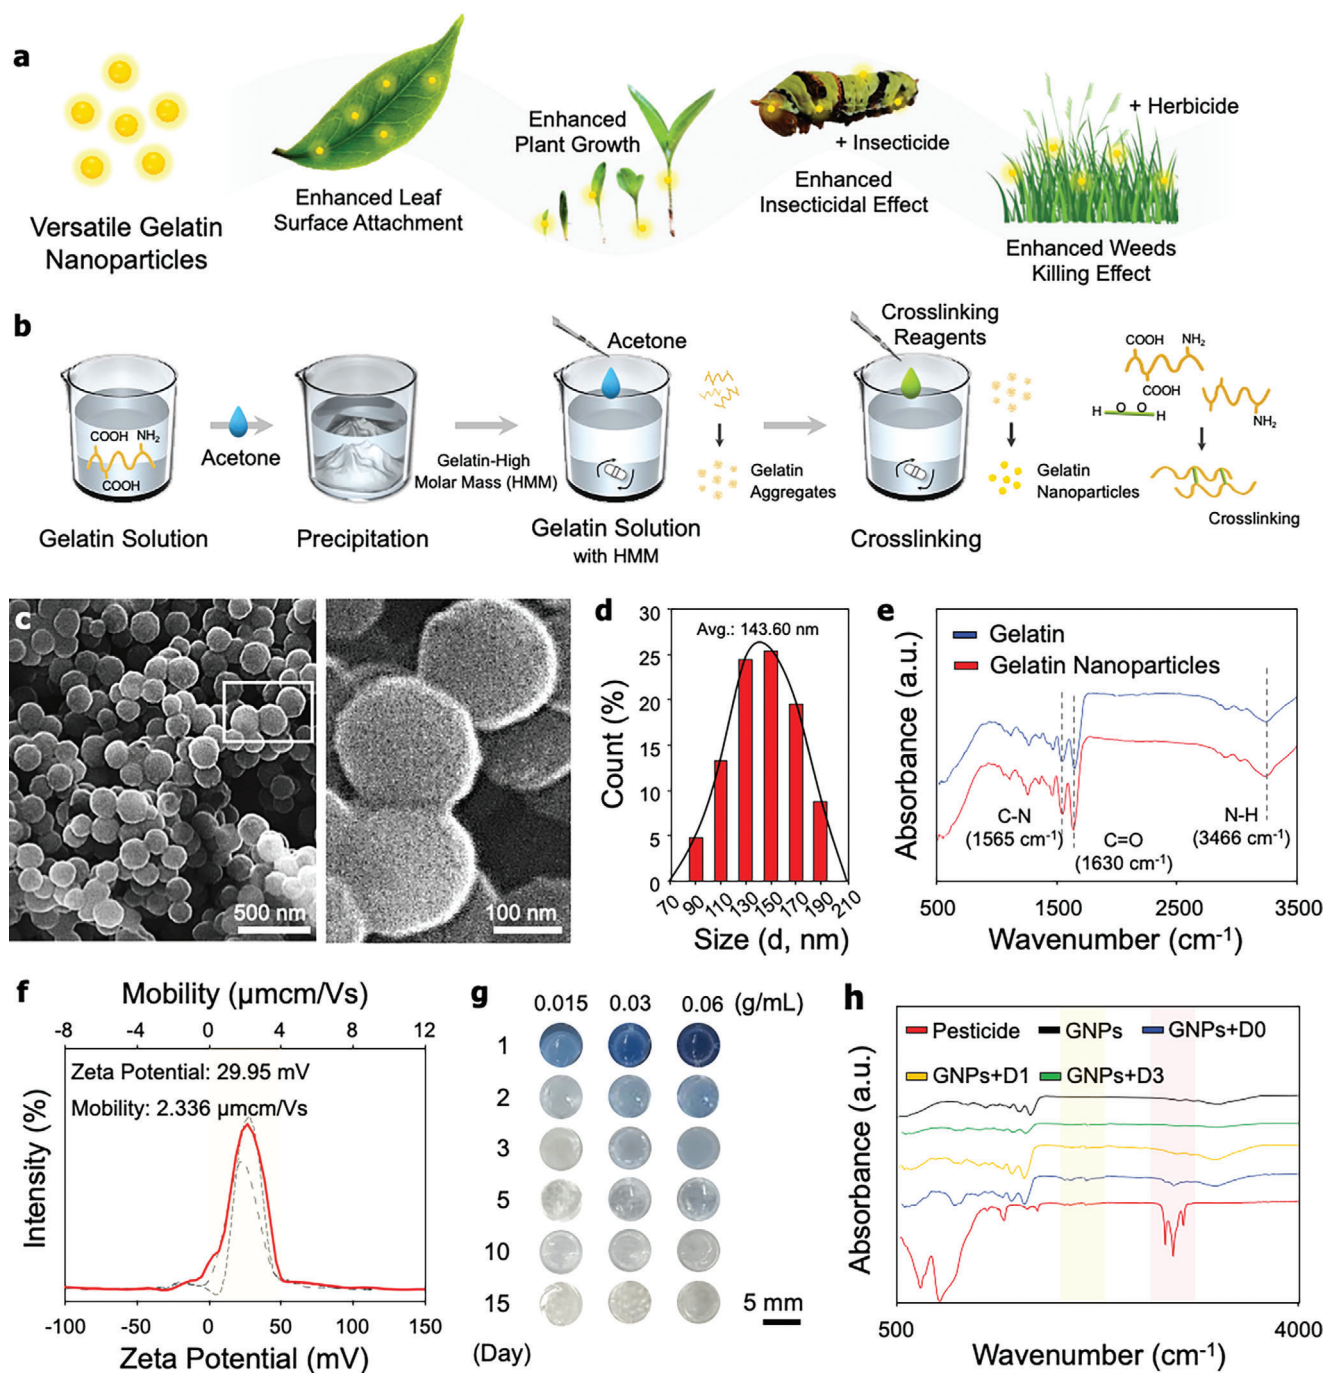 a
Versatile Gelatin
Nanoparticles
Enhanced Leaf
Surface Attachment
Enhanced
Plant Growth
+ Insecticide
Enhanced
Insecticidal Effect
+ Herbicide
Enhanced Weeds
Killing Effect
b
COOH NH2
COOH
Gelatin Solution
Acetone
Precipitation
Gelatin-High
Molar Mass (HMM)
Acetone
Gelatin
Aggregates
Gelatin Solution
with HMM
Crosslinking
Reagents
Gelatin
Nanoparticles
Crosslinking
COOH NH2
COOH
H O O H
NH2
Crosslinking
c
500 nm
100 nm
d
Avg.: 143.60 nm
Count (%)
30
25
20
15
10
5
0
70 90 110 130 150 170 190 210
Size (d, nm)
e
Gelatin
Gelatin Nanoparticles
Absorbance (a.u.)
C-N
(1565 cm-1)
C=O
(1630 cm-1)
N-H
(3466 cm-1)
500 1500 2500 3500
Wavenumber (cm-1)
f
Mobility (µmcm/Vs)
-8 -4 0 4 8 12
Zeta Potential: 29.95 mV
Mobility: 2.336 µmcm/Vs
Intensity (%)
-100 -50 0 50 100 150
Zeta Potential (mV)
g
0.015 0.03 0.06 (g/mL)
1
2
3
5
10
15
5 mm
(Day)
h
Pesticide GNPs GNPs+D0
GNPs+D1 GNPs+D3
Absorbance (a.u.)
500 4000
Wavenumber (cm-1)